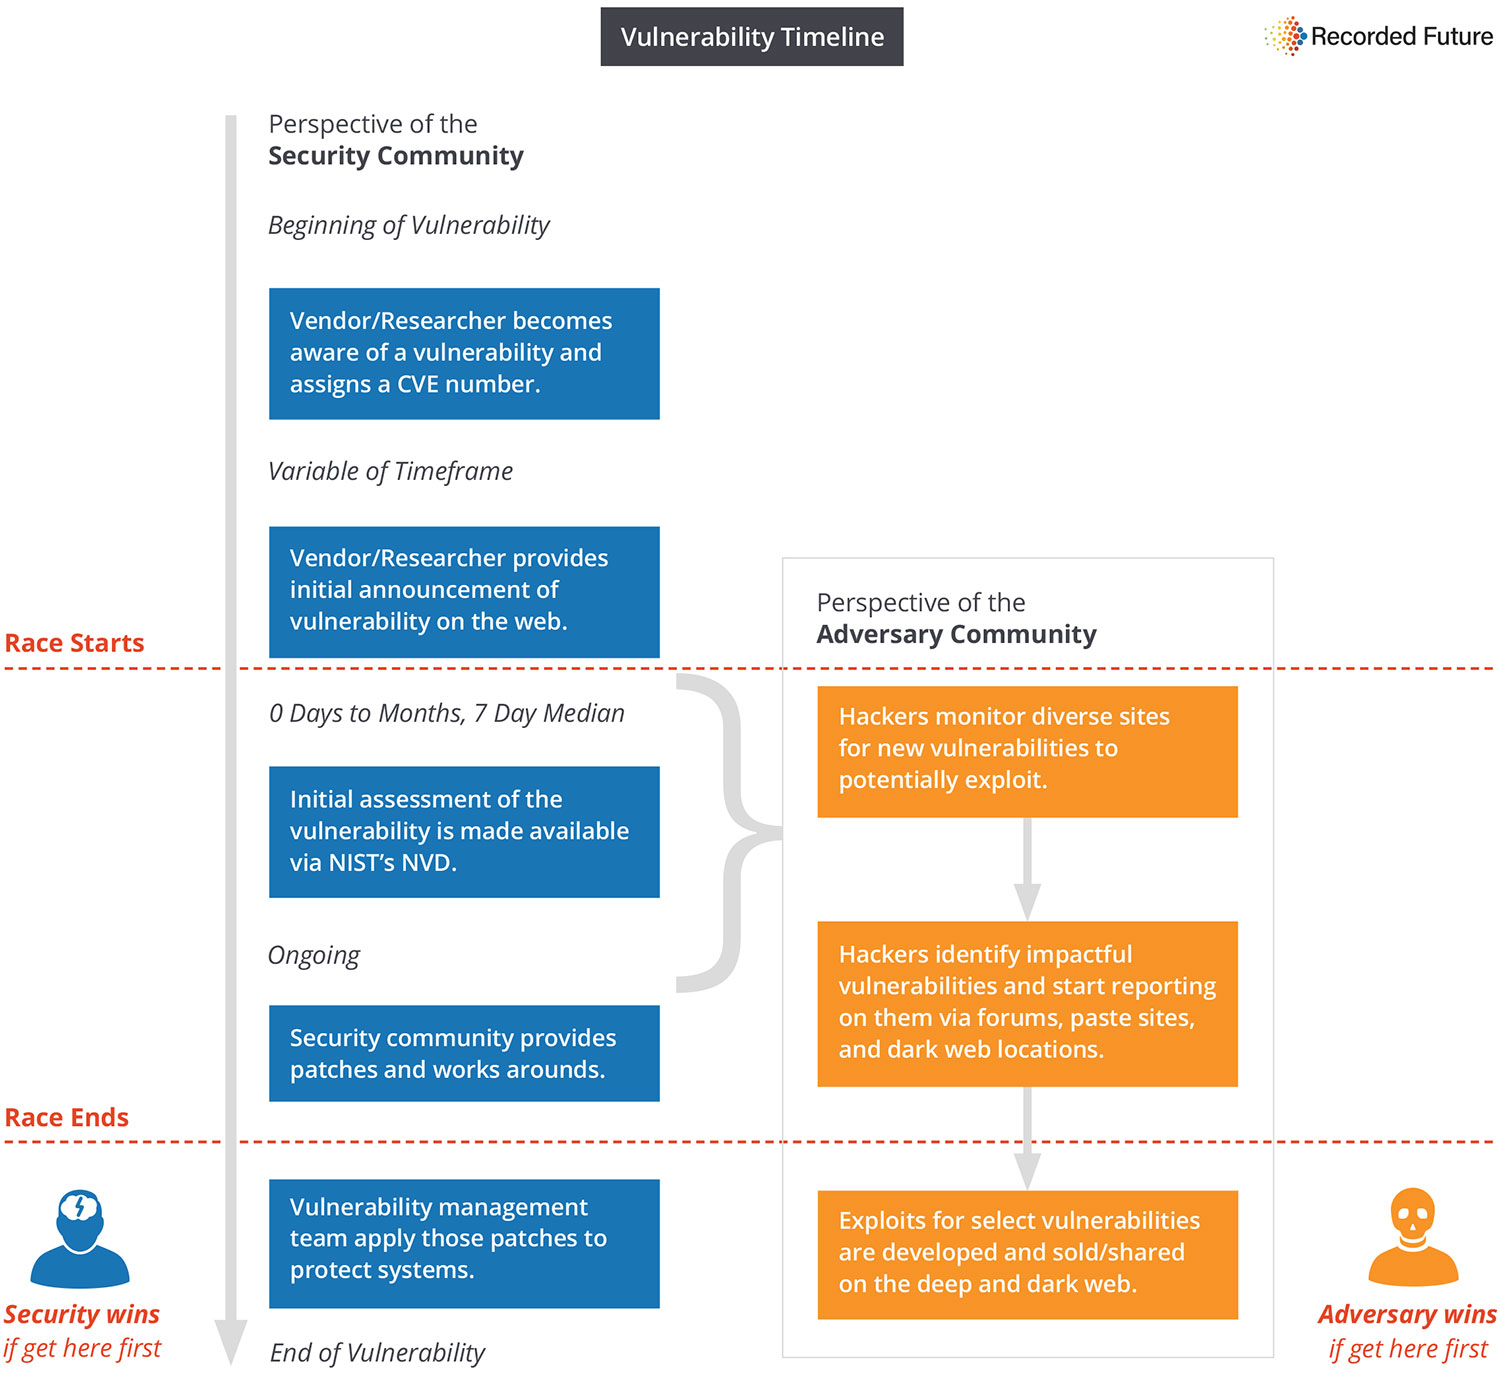 Vulnerability Timeline
Recorded Future
Perspective of the
Security Community
Beginning of Vulnerability
Vendor/Researcher becomes
aware of a vulnerability and
assigns a CVE number.
Variable of Timeframe
Vendor/Researcher provides
initial announcement of
vulnerability on the web.
Race Starts
0 Days to Months, 7 Day Median
Initial assessment of the
vulnerability is made available
via NIST’s NVD.
Ongoing
Security community provides
patches and works arounds.
Race Ends
Vulnerability management
team apply those patches to
protect systems.
Security wins
if get here first
End of Vulnerability
Perspective of the
Adversary Community
Hackers monitor diverse sites
for new vulnerabilities to
potentially exploit.
Hackers identify impactful
vulnerabilities and start reporting
on them via forums, paste sites,
and dark web locations.
Exploits for select vulnerabilities
are developed and sold/shared
on the deep and dark web.
Adversary wins
if get here first